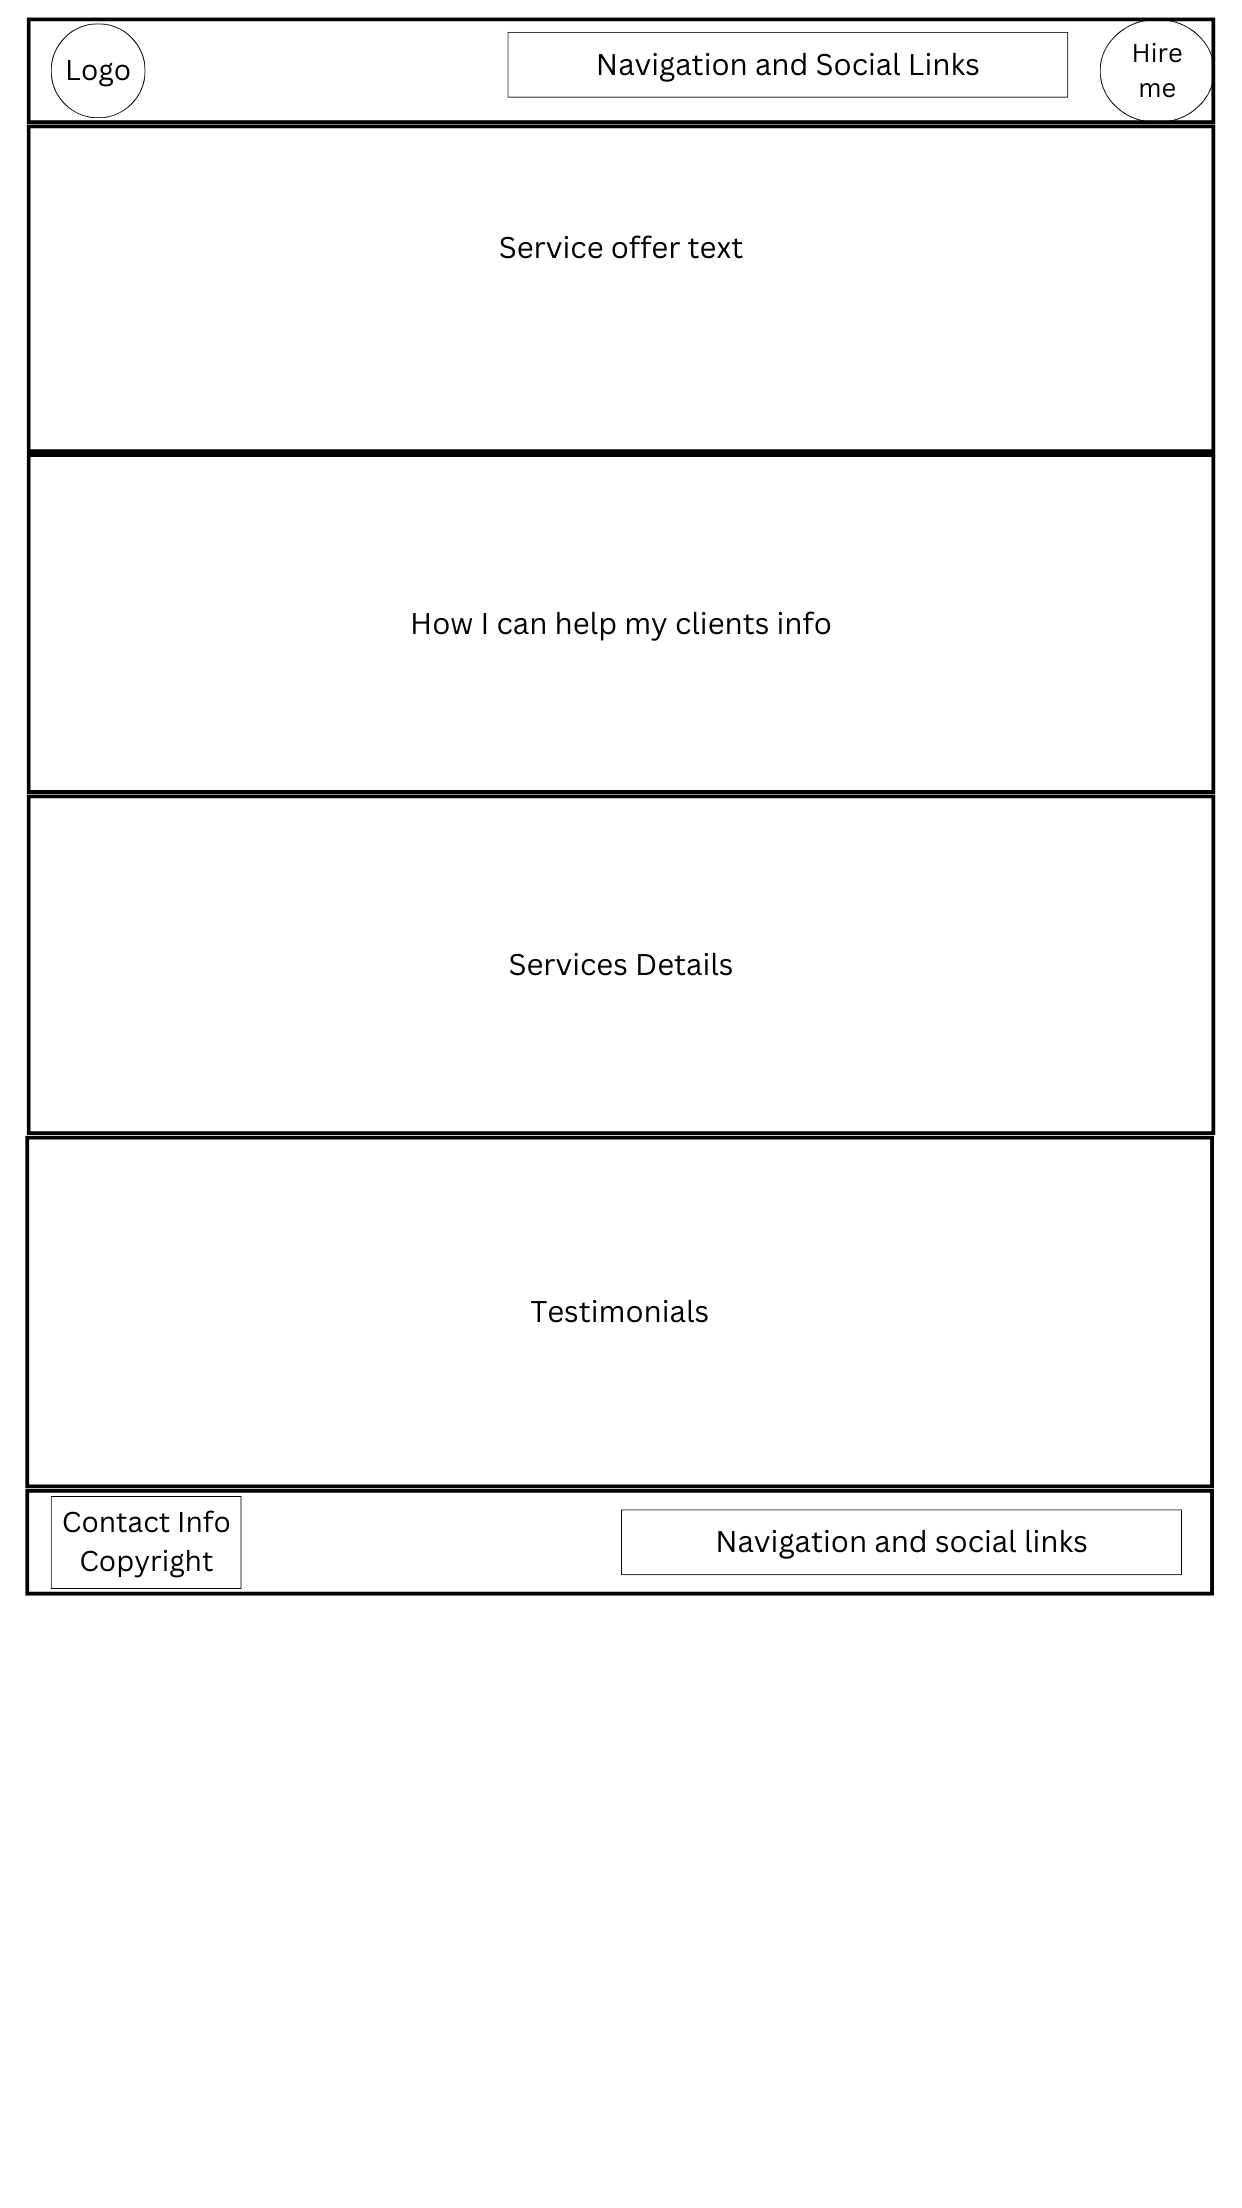 Logo
Navigation and Social Links
Hire
me
Service offer text
How I can help my clients info
Services Details
Testimonials
Contact Info
Copyright
Navigation and social links